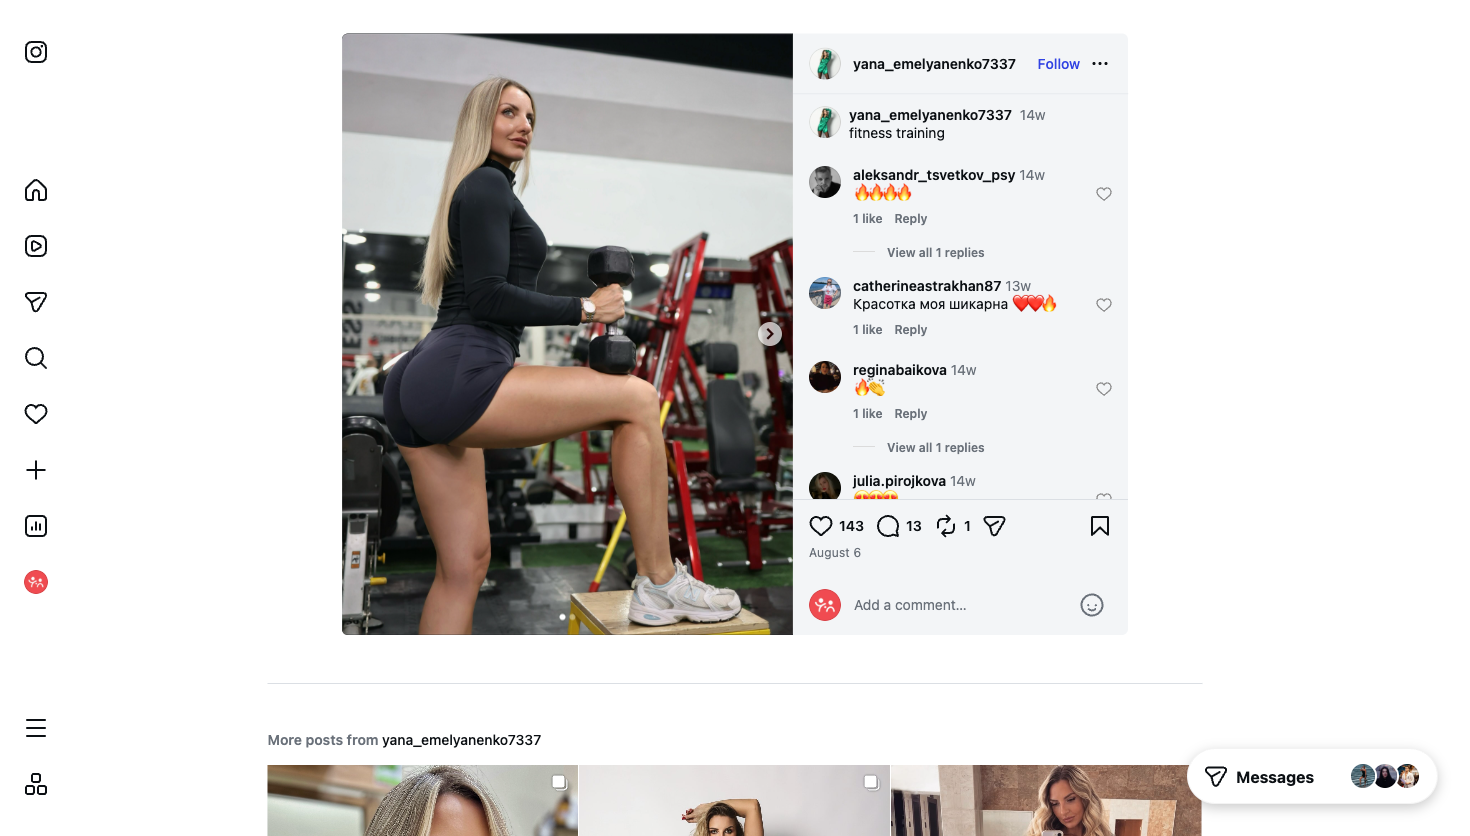 yana_emelyanenko7337 Follow
yana_emelyanenko7337 14w
fitness training
aleksandr_tsvetkov_psy 14w
🔥🔥🔥🔥
1 like Reply
View all 1 replies
catherineastrakhan87 13w
Красотка моя шикарна ❤️❤️🔥
1 like Reply
reginabaikova 14w
🔥👏
1 like Reply
View all 1 replies
julia.pirojkova 14w
😍😍😍
143 13 1
August 6
Add a comment...
More posts from yana_emelyanenko7337
Messages